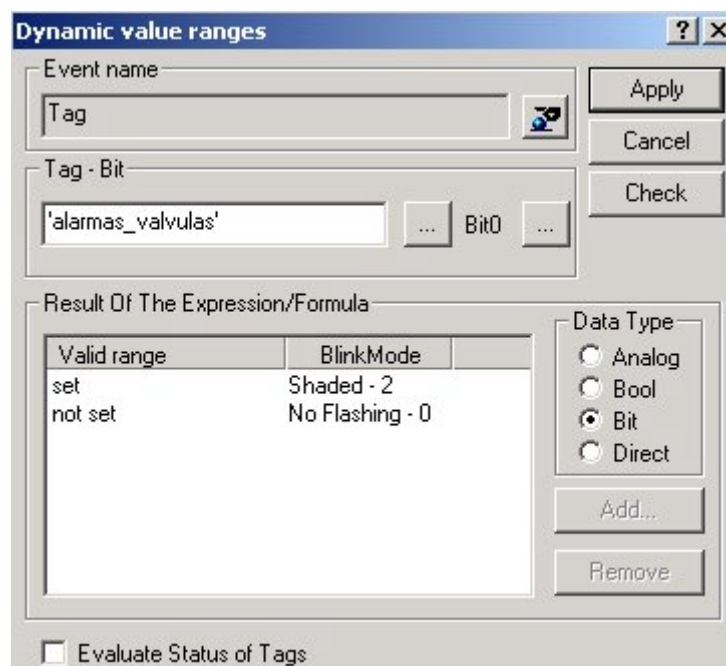 Dynamic value ranges
Event name
Tag
Apply
Cancel
Check
Tag - Bit
'alarmas_valvulas'
...
Bit0
...
Result Of The Expression/Formula
Valid range BlinkMode
set Shaded - 2
not set No Flashing - 0
Data Type
Analog
Bool
Bit
Direct
Add...
Remove
Evaluate Status of Tags